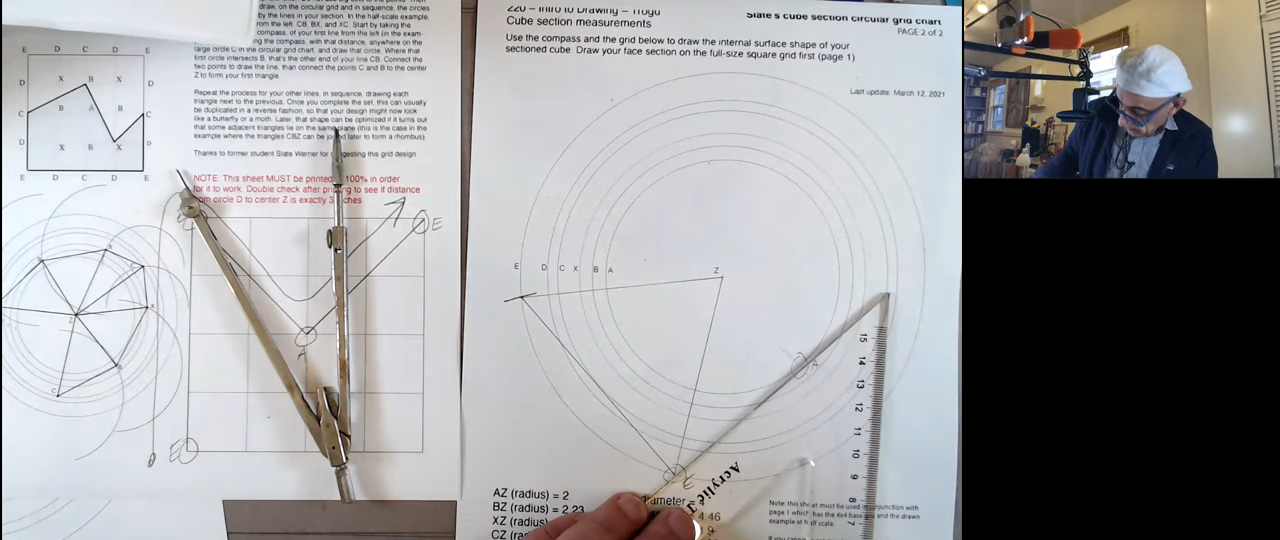 draw, on the circular grid and in sequence, the circles
by the lines in your section. In the half-scale example,
from the left: CB, BX, and XC. Start by taking the
compass, of your first line from the left (in the exam-
ng the compass, with that distance, anywhere on the
large circle C in the circular grid chart, and draw that circle. Where that
first circle intersects B, that's the other end of your line CB. Connect the
two points to draw the line, than connect the points C and B to the center
Z to form your first triangle.
Repeat the process for your other lines, in sequence, drawing each
triangle next to the previous. Once you complete the set, this can usually
be duplicated in a reverse fashion, so that your design might now look
like a butterfly or a moth. Later, that shape can be optimized if it turns out
that some adjacent triangles lie on the same plane (this is the case in the
example where the triangles CBZ can be later to form a rhombus)
Thanks to former student Slate Werner for this grid design
NOTE: This sheet MUST be printed 100% in order
for it to work. Double check after to see if distance
from circle D to center Z is exactly
E D C D E
D X B X D
C B A B C
D X B X D
E D C D E
E
A
E
220 – Intro to Drawing – Trogu
Cube section measurements
Slate's cube section circular grid chart
PAGE 2 of 2
Use the compass and the grid below to draw the internal surface shape of your
sectioned cube. Draw your face section on the full-size square grid first (page 1)
Last update: March 12, 2021
E D C X B A Z
A
E
Acrylic
15
14
13
12
11
10
9
8
7
AZ (radius) = 2
BZ (radius) = 2.23
XZ (radius)
4.46
Note: this sheet must be used in conjunction with
page 1 which has the 4x4 base grid and the drawn
example at half scale.